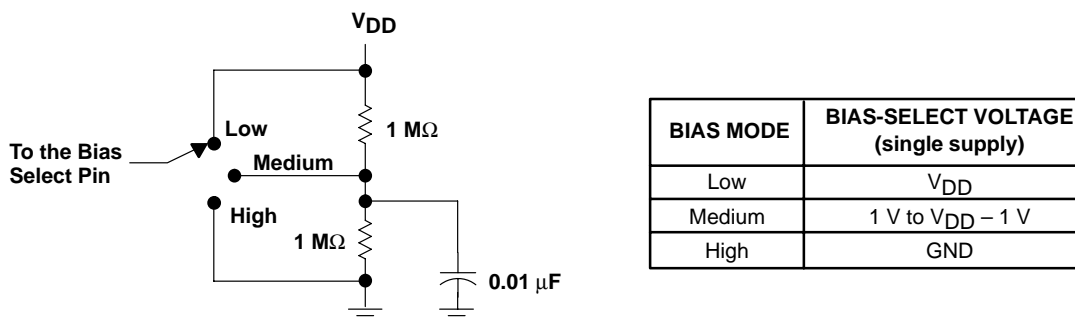 VDD
Low
1 MΩ
To the Bias
Select Pin
Medium
High
1 MΩ
0.01 μF
BIAS MODE
BIAS-SELECT VOLTAGE
(single supply)
Low
VDD
Medium
1 V to VDD – 1 V
High
GND